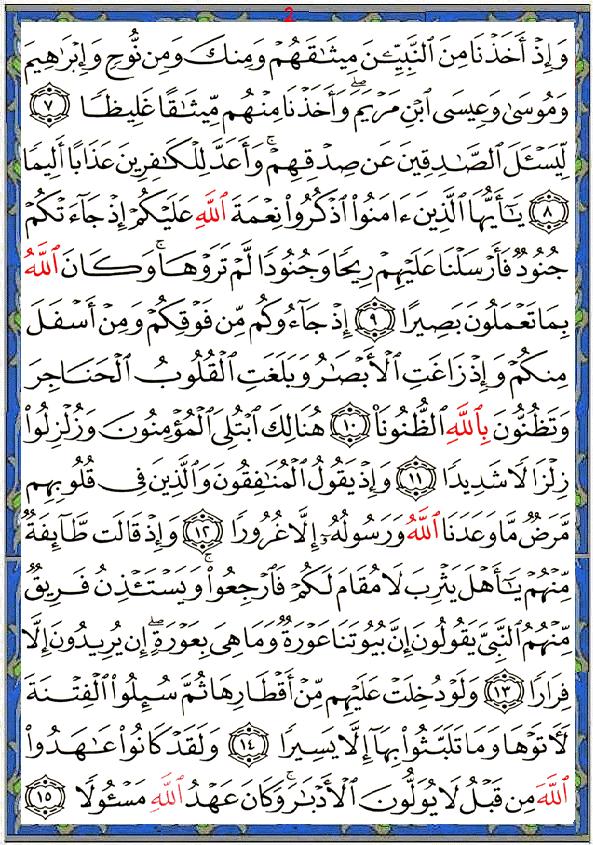 2
وَإِذْ أَخَذْنَا مِنَ ٱلنَّبِيِّـۧنَ مِيثَـٰقَهُمْ وَمِنكَ وَمِن نُّوحٍ وَإِبْرَٰهِيمَ
وَمُوسَىٰ وَعِيسَى ٱبْنِ مَرْيَمَ ۖ وَأَخَذْنَا مِنْهُم مِّيثَـٰقًا غَلِيظًا ٧
لِّيَسْـَٔلَ ٱلصَّـٰدِقِينَ عَن صِدْقِهِمْ ۚ وَأَعَدَّ لِلْكَـٰفِرِينَ عَذَابًا أَلِيمًا
٨ يَـٰٓأَيُّهَا ٱلَّذِينَ ءَامَنُوا۟ ٱذْكُرُوا۟ نِعْمَةَ ٱللَّهِ عَلَيْكُمْ إِذْ جَآءَتْكُمْ
جُنُودٌ فَأَرْسَلْنَا عَلَيْهِمْ رِيحًا وَجُنُودًا لَّمْ تَرَوْهَا ۚ وَكَانَ ٱللَّهُ
بِمَا تَعْمَلُونَ بَصِيرًا ٩ إِذْ جَآءُوكُم مِّن فَوْقِكُمْ وَمِنْ أَسْفَلَ
مِنكُمْ وَإِذْ زَاغَتِ ٱلْأَبْصَـٰرُ وَبَلَغَتِ ٱلْقُلُوبُ ٱلْحَنَاجِرَ
وَتَظُنُّونَ بِٱللَّهِ ٱلظُّنُونَا۠ ١٠ هُنَالِكَ ٱبْتُلِىَ ٱلْمُؤْمِنُونَ وَزُلْزِلُوا۟
زِلْزَالًا شَدِيدًا ١١ وَإِذْ يَقُولُ ٱلْمُنَـٰفِقُونَ وَٱلَّذِينَ فِى قُلُوبِهِم
مَّرَضٌ مَّا وَعَدَنَا ٱللَّهُ وَرَسُولُهُۥٓ إِلَّا غُرُورًا ١٢ وَإِذْ قَالَت طَّآئِفَةٌ
مِّنْهُمْ يَـٰٓأَهْلَ يَثْرِبَ لَا مُقَامَ لَكُمْ فَٱرْجِعُوا۟ ۚ وَيَسْتَـْٔذِنُ فَرِيقٌ
مِّنْهُمُ ٱلنَّبِىَّ يَقُولُونَ إِنَّ بُيُوتَنَا عَوْرَةٌ وَمَا هِىَ بِعَوْرَةٍ ۖ إِن يُرِيدُونَ إِلَّا
فِرَارًا ١٣ وَلَوْ دُخِلَتْ عَلَيْهِم مِّنْ أَقْطَارِهَا ثُمَّ سُئِلُوا۟ ٱلْفِتْنَةَ
لَـَٔاتَوْهَا وَمَا تَلَبَّثُوا۟ بِهَآ إِلَّا يَسِيرًا ١٤ وَلَقَدْ كَانُوا۟ عَـٰهَدُوا۟
ٱللَّهَ مِن قَبْلُ لَا يُوَلُّونَ ٱلْأَدْبَـٰرَ ۚ وَكَانَ عَهْدُ ٱللَّهِ مَسْـُٔولًا ١٥